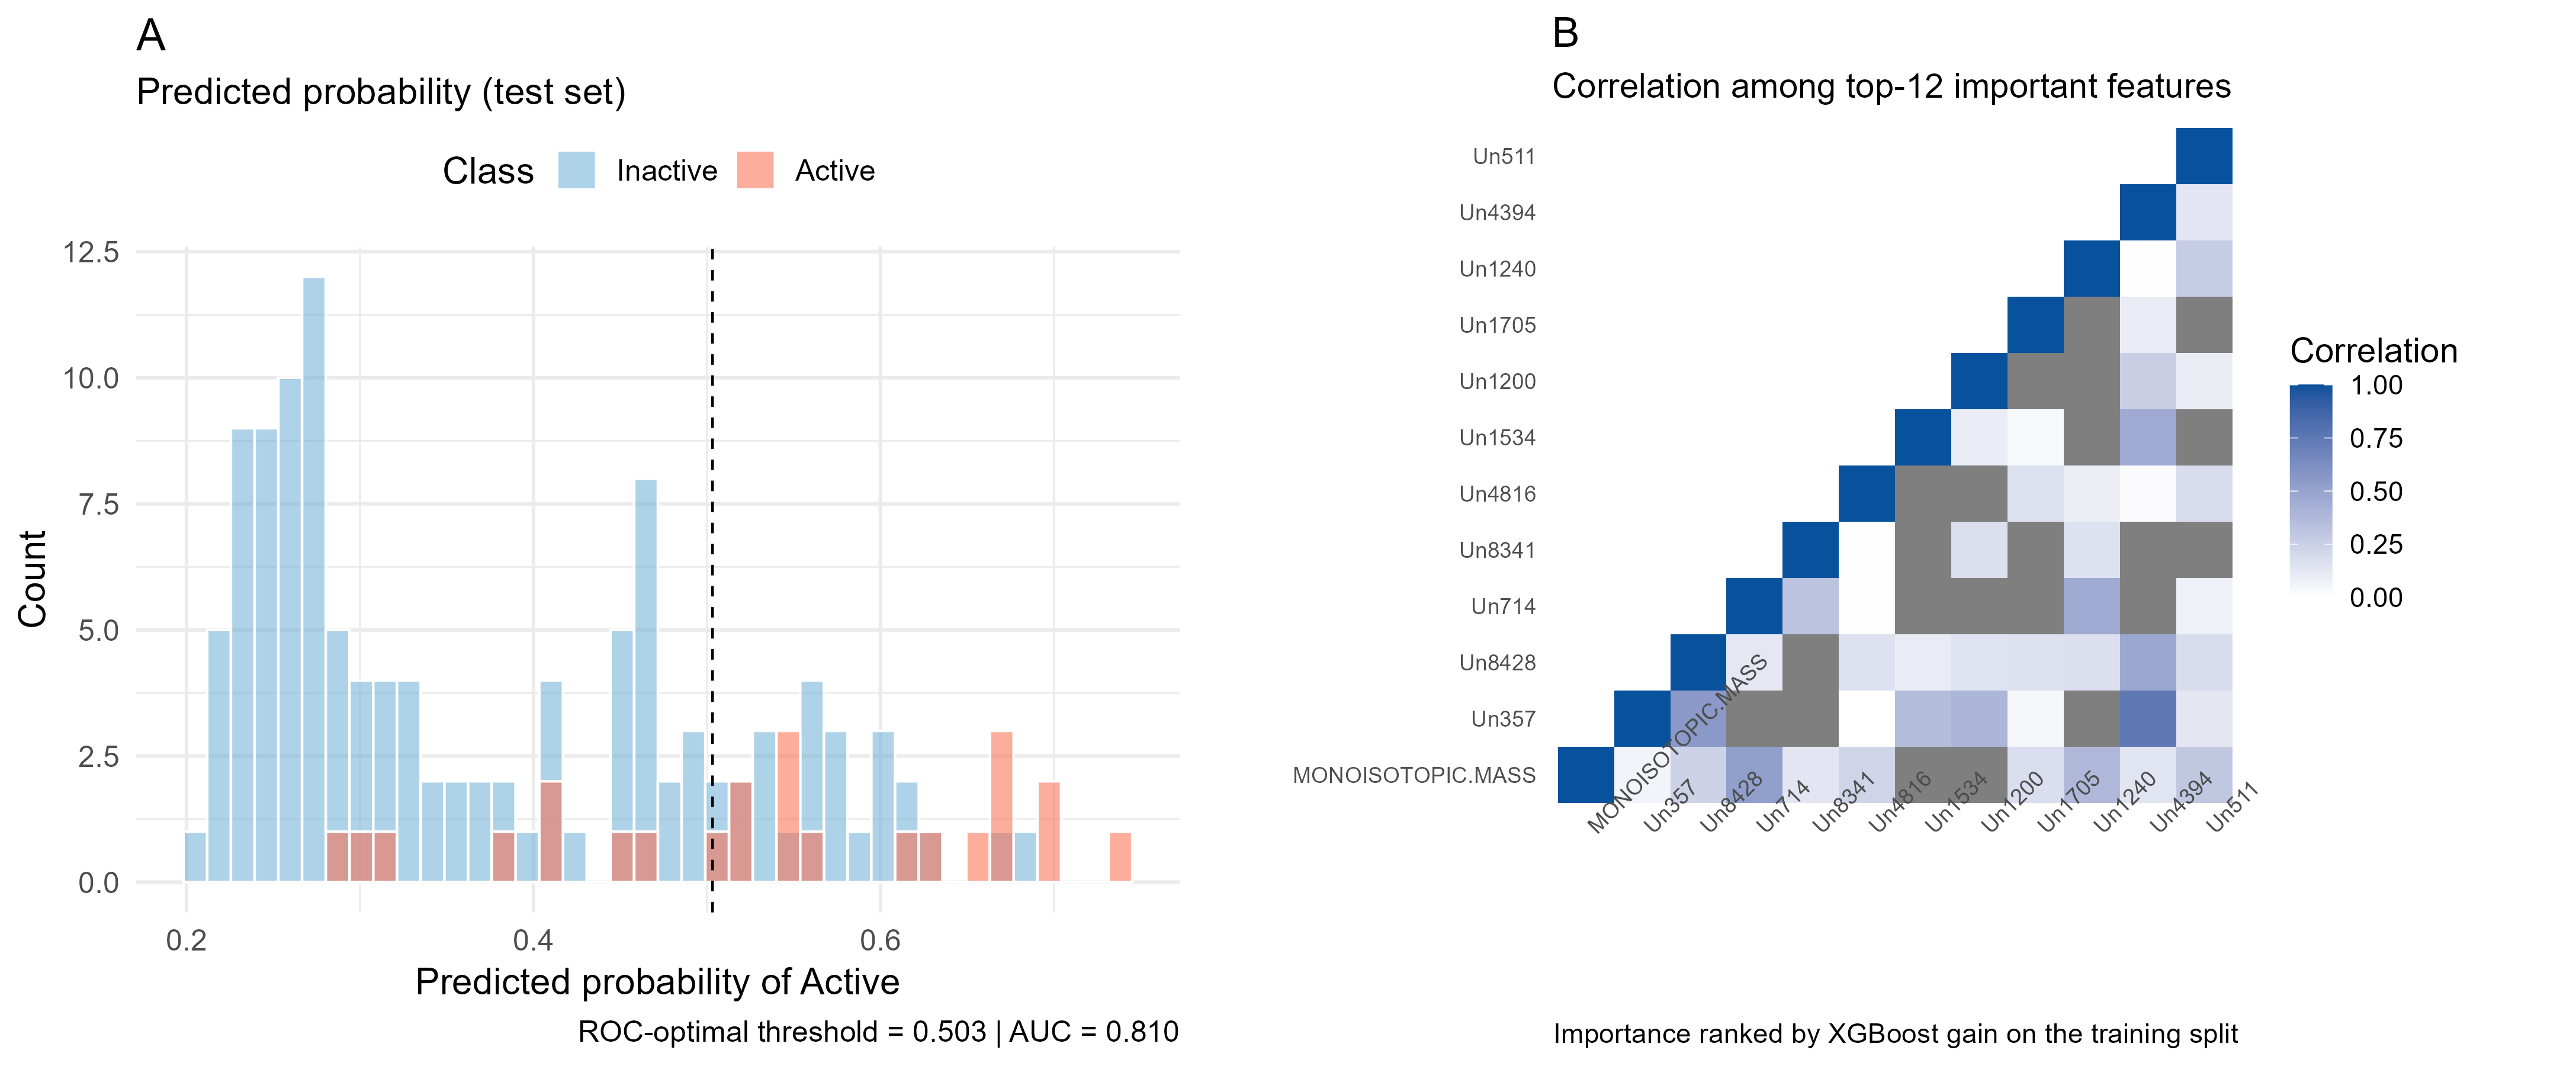 A
Predicted probability (test set)
Class Inactive Active
12.5
10.0
7.5
5.0
2.5
0.0
Count
0.2 0.4 0.6
Predicted probability of Active
ROC-optimal threshold = 0.503 | AUC = 0.810
B
Correlation among top-12 important features
Un511
Un4394
Un1240
Un1705
Un1200
Un1534
Un4816
Un8341
Un714
Un8428
Un357
MONOISOTOPIC.MASS
MONOISOTOPIC.MASS
Un357
Un8428
Un714
Un8341
Un4816
Un1534
Un1200
Un1705
Un1240
Un4394
Un511
Correlation
1.00
0.75
0.50
0.25
0.00
Importance ranked by XGBoost gain on the training split